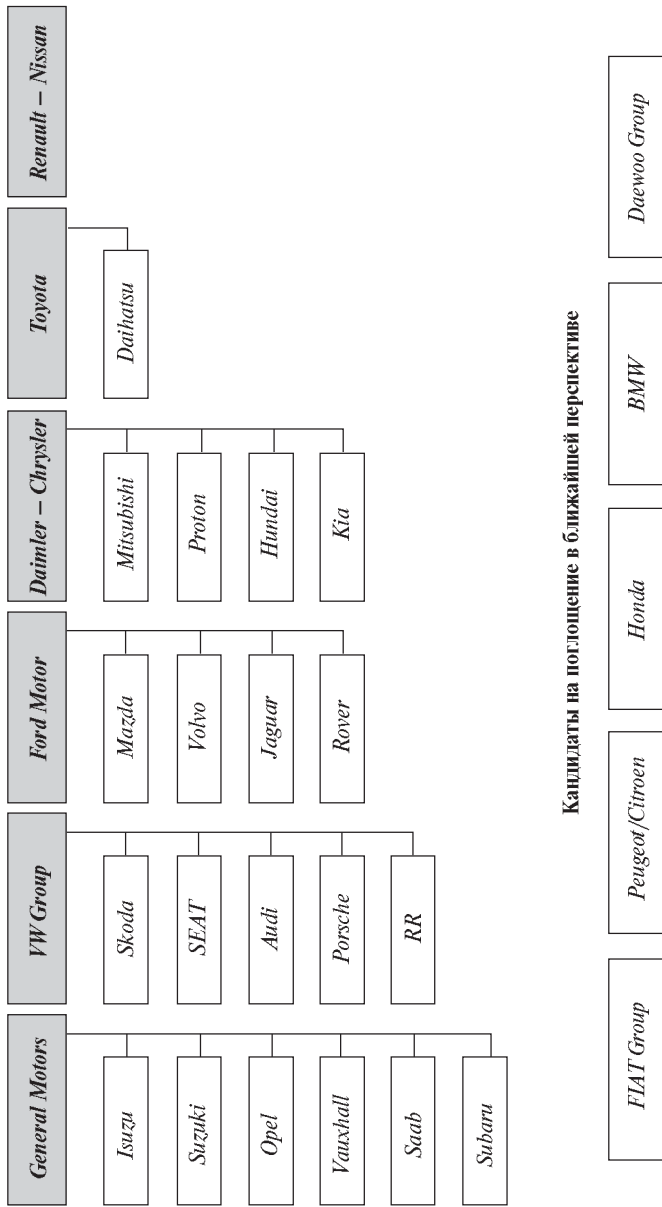 General Motors
Isuzu
Suzuki
Opel
Vauxhall
Saab
Subaru
VW Group
Skoda
SEAT
Audi
Porsche
RR
Ford Motor
Mazda
Volvo
Jaguar
Rover
Daimler – Chrysler
Mitsubishi
Proton
Hundai
Kia
Toyota
Daihatsu
Renault – Nissan
Кандидаты на поглощение в ближайшей перспективе
FIAT Group
Peugeot/Citroen
Honda
BMW
Daewoo Group